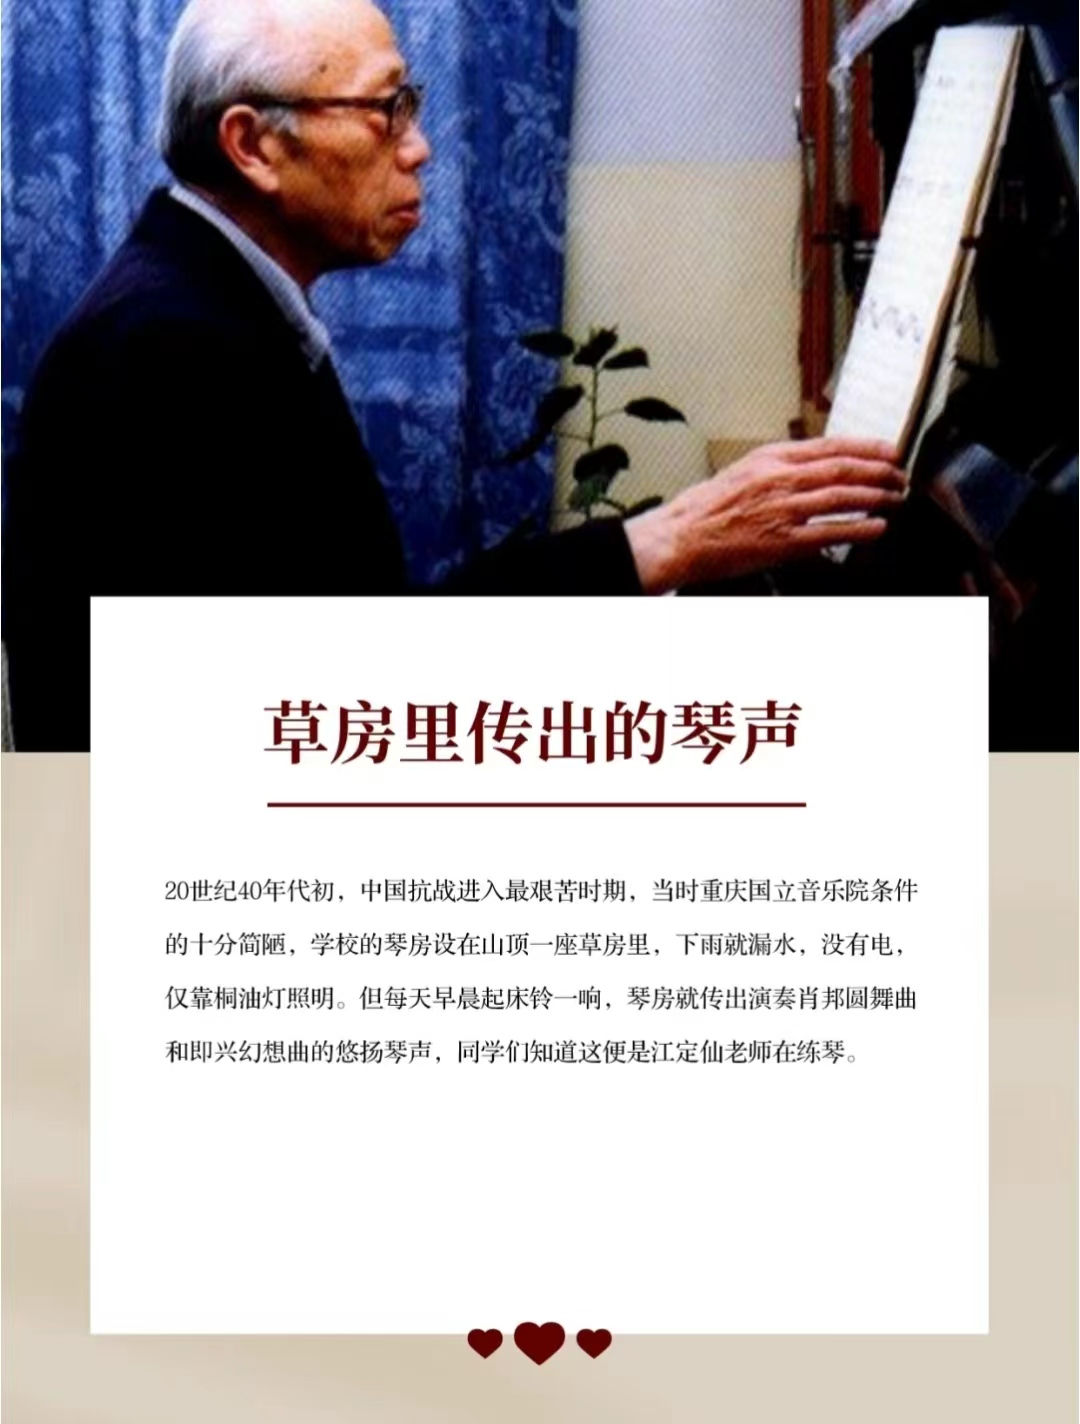 草房里传出的琴声
20世纪40年代初，中国抗战进入最艰苦时期，当时重庆国立音乐院条件
的十分简陋，学校的琴房设在山顶一座草房里，下雨就漏水，没有电，
仅靠桐油灯照明。但每天早晨起床铃一响，琴房就传出演奏肖邦圆舞曲
和即兴幻想曲的悠扬琴声，同学们知道这便是江定仙老师在练琴。